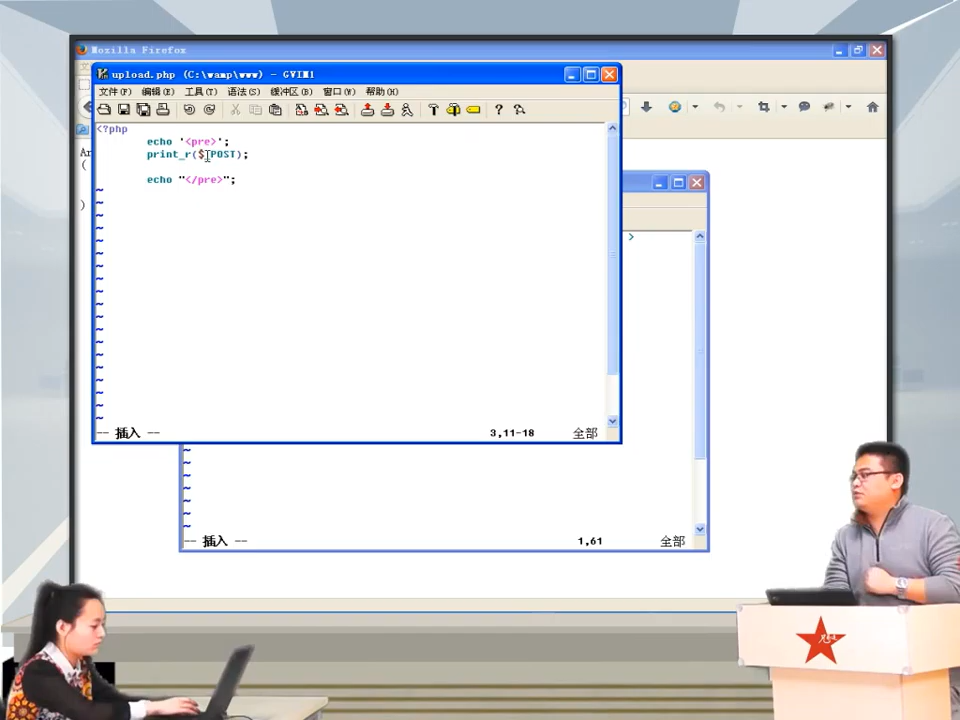 Mozilla Firefox
upload.php (C:\wamp\www) - GVIM1
文件(F) 编辑(E) 工具(T) 语法(S) 缓冲区(B) 窗口(W) 帮助(H)
<?php
echo '<pre>';
print_r($_POST);
echo "</pre>";
-- 插入 --
3,11-18
全部
Ar
(
)
>
-- 插入 --
1,61
全部